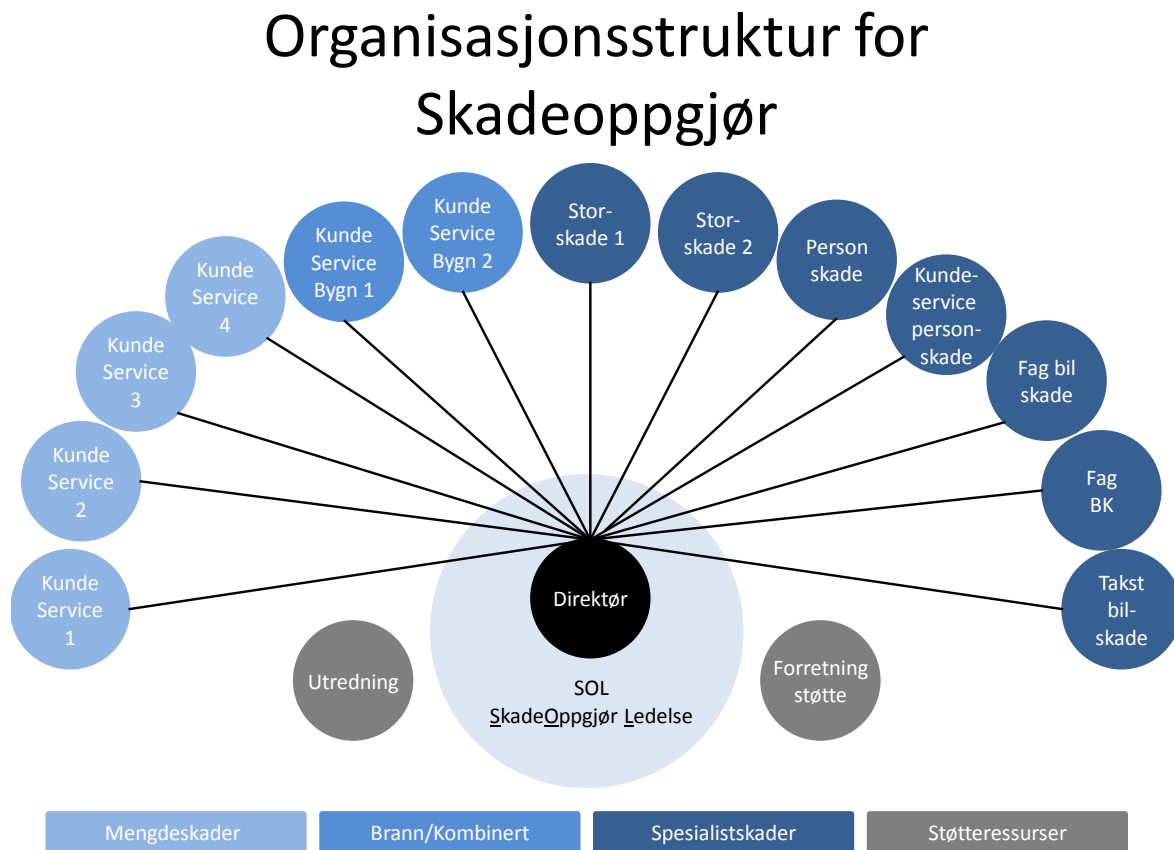 Organisasjonsstruktur for
Skadeoppgjør
Kunde
Service
1
Kunde
Service
2
Kunde
Service
3
Kunde
Service
4
Kunde
Service
Bygn 1
Kunde
Service
Bygn 2
Stor-
skade 1
Stor-
skade 2
Person
skade
Kunde-
service
person-
skade
Fag bil
skade
Fag
BK
Takst
bil-
skade
Direktør
Utredning
Forretning
støtte
SOL
SkadeOppgjør Ledelse
Mengdeskader
Brann/Kombinert
Spesialistskader
Støtteressurser